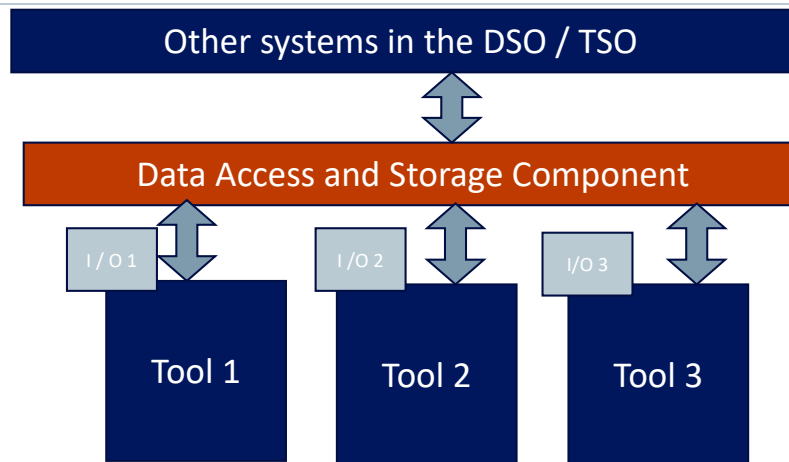 Other systems in the DSO / TSO
Data Access and Storage Component
I / O 1
I /O 2
I/O 3
Tool 1
Tool 2
Tool 3